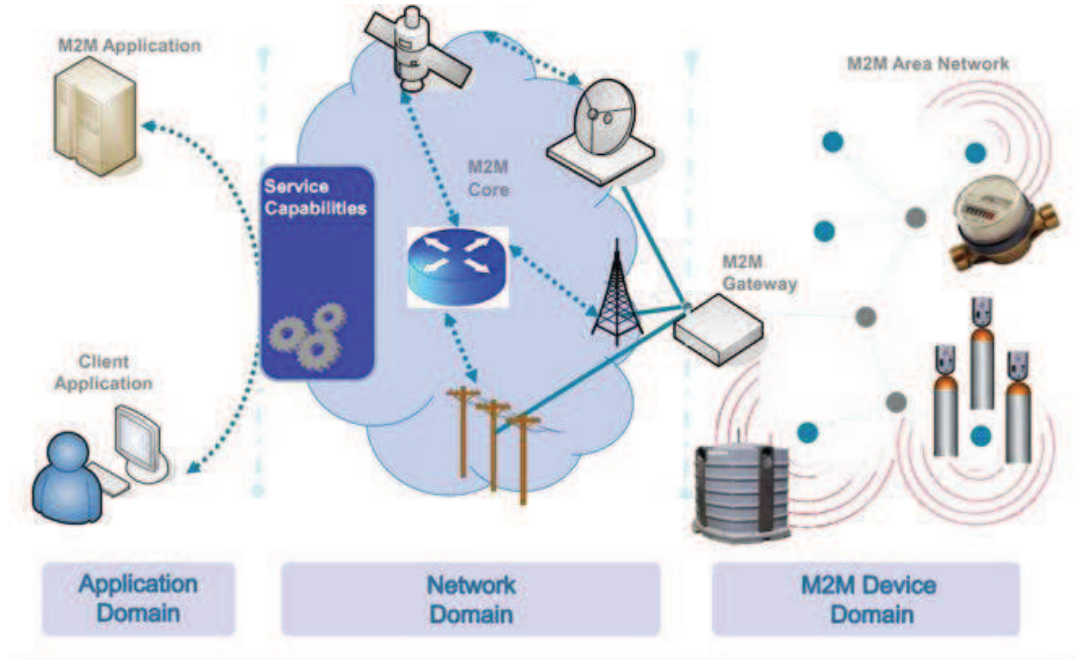 M2M Application
M2M Area Network
M2M
Core
Service
Capabilities
M2M
Gateway
Client
Application
Application
Domain
Network
Domain
M2M Device
Domain